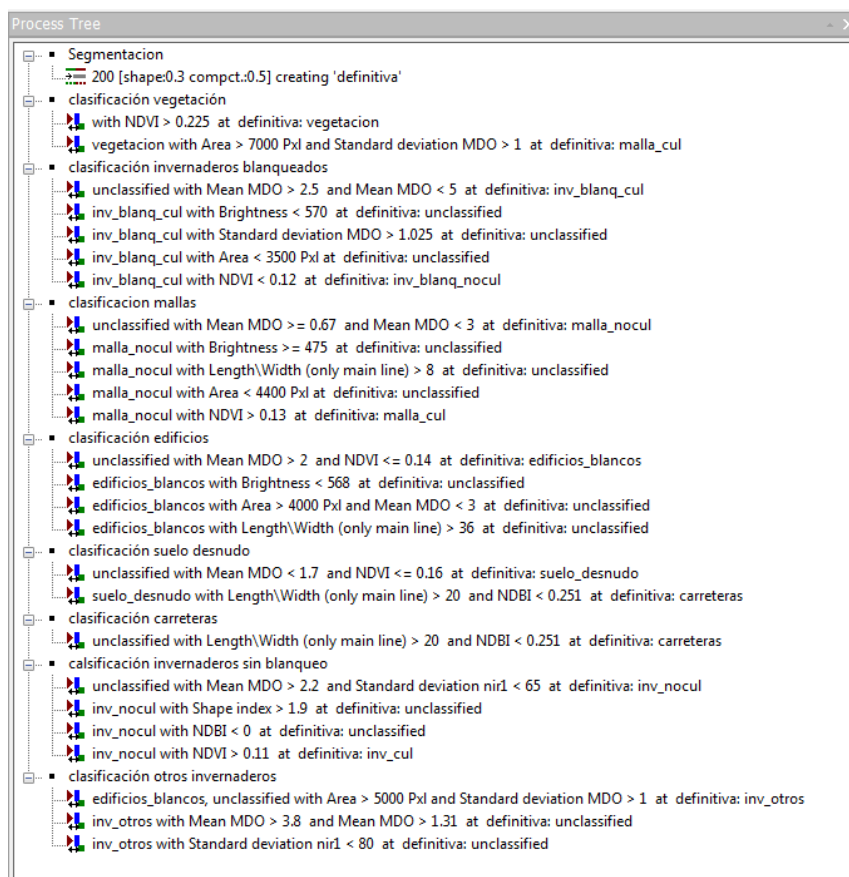 Process Tree
Segmentacion
200 [shape:0.3 compct.:0.5] creating 'definitiva'
clasificación vegetación
with NDVI > 0.225 at definitiva: vegetacion
vegetacion with Area > 7000 Pxl and Standard deviation MDO > 1 at definitiva: malla_cul
clasificación invernaderos blanqueados
unclassified with Mean MDO > 2.5 and Mean MDO < 5 at definitiva: inv_blanq_cul
inv_blanq_cul with Brightness < 570 at definitiva: unclassified
inv_blanq_cul with Standard deviation MDO > 1.025 at definitiva: unclassified
inv_blanq_cul with Area < 3500 Pxl at definitiva: unclassified
inv_blanq_cul with NDVI < 0.12 at definitiva: inv_blanq_nocul
clasificacion mallas
unclassified with Mean MDO >= 0.67 and Mean MDO < 3 at definitiva: malla_nocul
malla_nocul with Brightness >= 475 at definitiva: unclassified
malla_nocul with Length\Width (only main line) > 8 at definitiva: unclassified
malla_nocul with Area < 4400 Pxl at definitiva: unclassified
malla_nocul with NDVI > 0.13 at definitiva: malla_cul
clasificación edificios
unclassified with Mean MDO > 2 and NDVI <= 0.14 at definitiva: edificios_blancos
edificios_blancos with Brightness < 568 at definitiva: unclassified
edificios_blancos with Area > 4000 Pxl and Mean MDO < 3 at definitiva: unclassified
edificios_blancos with Length\Width (only main line) > 36 at definitiva: unclassified
clasificación suelo desnudo
unclassified with Mean MDO < 1.7 and NDVI <= 0.16 at definitiva: suelo_desnudo
suelo_desnudo with Length\Width (only main line) > 20 and NDBI < 0.251 at definitiva: carreteras
clasificación carreteras
unclassified with Length\Width (only main line) > 20 and NDBI < 0.251 at definitiva: carreteras
calsificación invernaderos sin blanqueo
unclassified with Mean MDO > 2.2 and Standard deviation nir1 < 65 at definitiva: inv_nocul
inv_nocul with Shape index > 1.9 at definitiva: unclassified
inv_nocul with NDBI < 0 at definitiva: unclassified
inv_nocul with NDVI > 0.11 at definitiva: inv_cul
clasificación otros invernaderos
edificios_blancos, unclassified with Area > 5000 Pxl and Standard deviation MDO > 1 at definitiva: inv_otros
inv_otros with Mean MDO > 3.8 and Mean MDO > 1.31 at definitiva: unclassified
inv_otros with Standard deviation nir1 < 80 at definitiva: unclassified